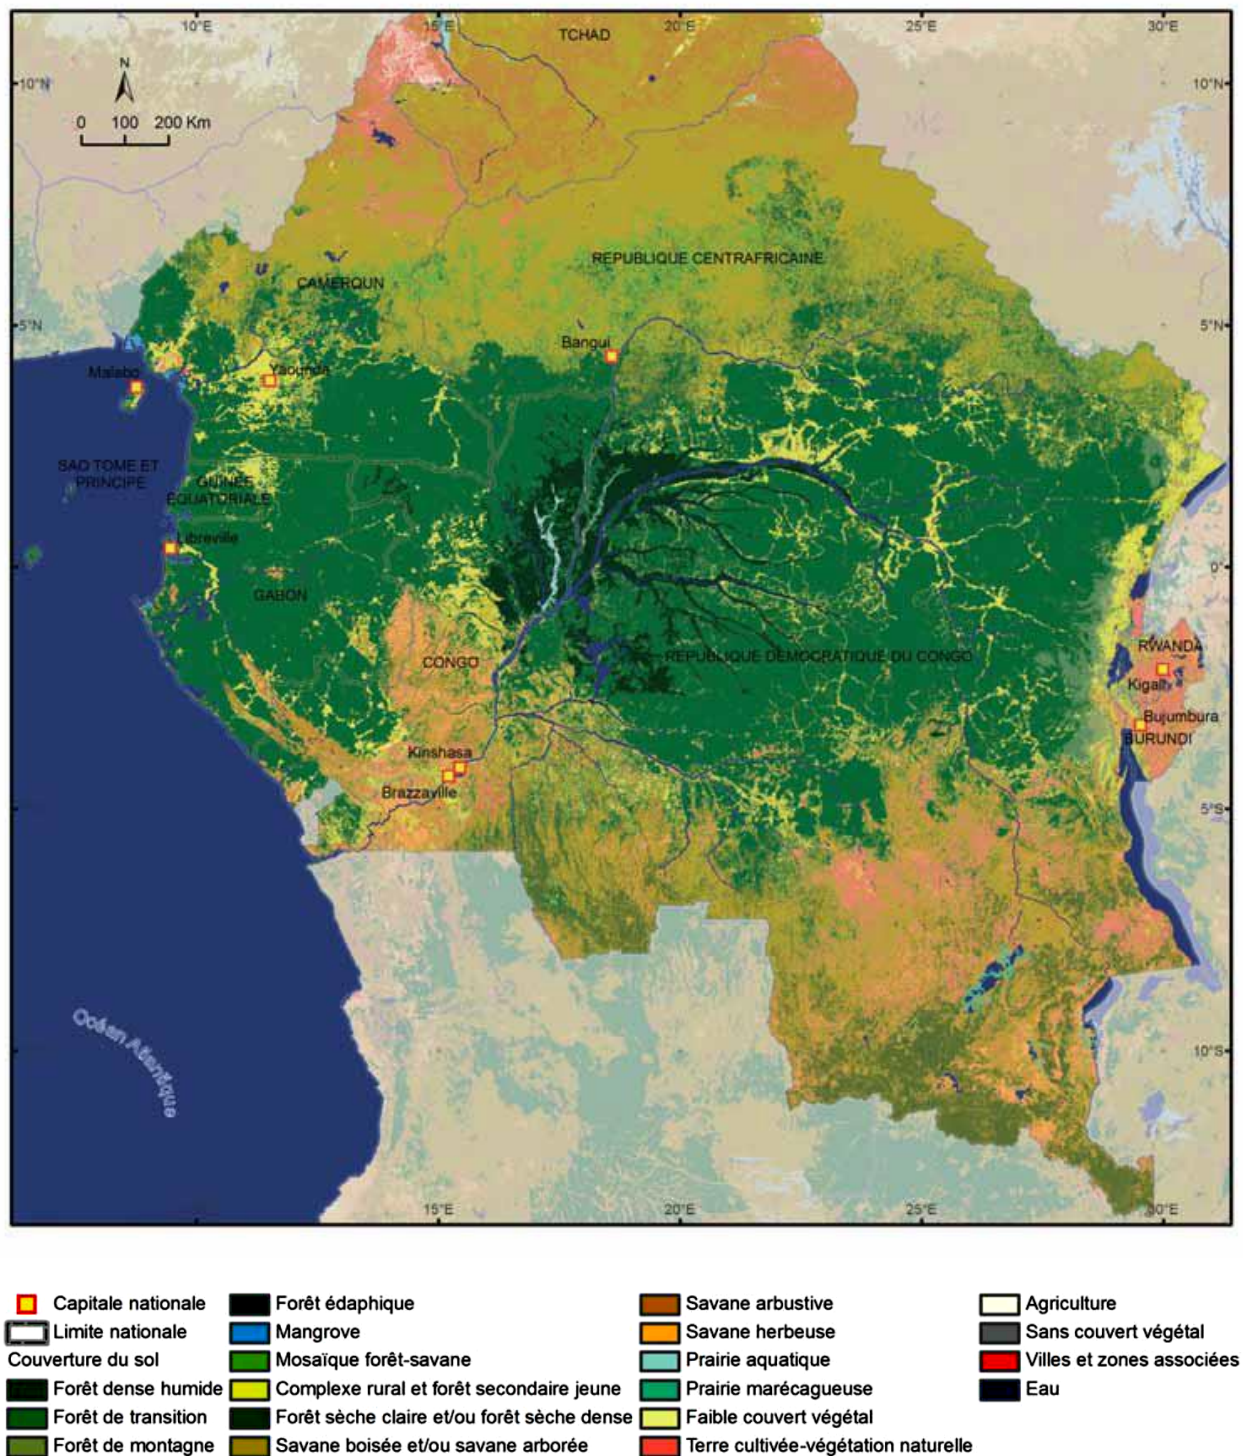 10°E
15°E
20°E
25°E
30°E
TCHAD
10°N
10°N
N
0 100 200 Km
REPUBLIQUE CENTRAFRICAINE
CAMEROUN
5°N
5°N
Bangui
Yaounde
Malabo
SAO TOME ET
PRINCIPE
GUINEE
EQUATORIALE
Libreville
0°
GABON
CONGO
REPUBLIQUE DEMOCRATIQUE DU CONGO
RWANDA
Kigali
Bujumbura
BURUNDI
Kinshasa
Brazzaville
5°S
Océan Atlantique
10°S
15°E
20°E
25°E
30°E
Capitale nationale
Limite nationale
Couverture du sol
Forêt dense humide
Forêt de transition
Forêt de montagne
Forêt édaphique
Mangrove
Mosaïque forêt-savane
Complexe rural et forêt secondaire jeune
Forêt sèche claire et/ou forêt sèche dense
Savane boisée et/ou savane arborée
Savane arbustive
Savane herbeuse
Prairie aquatique
Prairie marécagueuse
Faible couvert végétal
Terre cultivée-végétation naturelle
Agriculture
Sans couvert végétal
Villes et zones associées
Eau